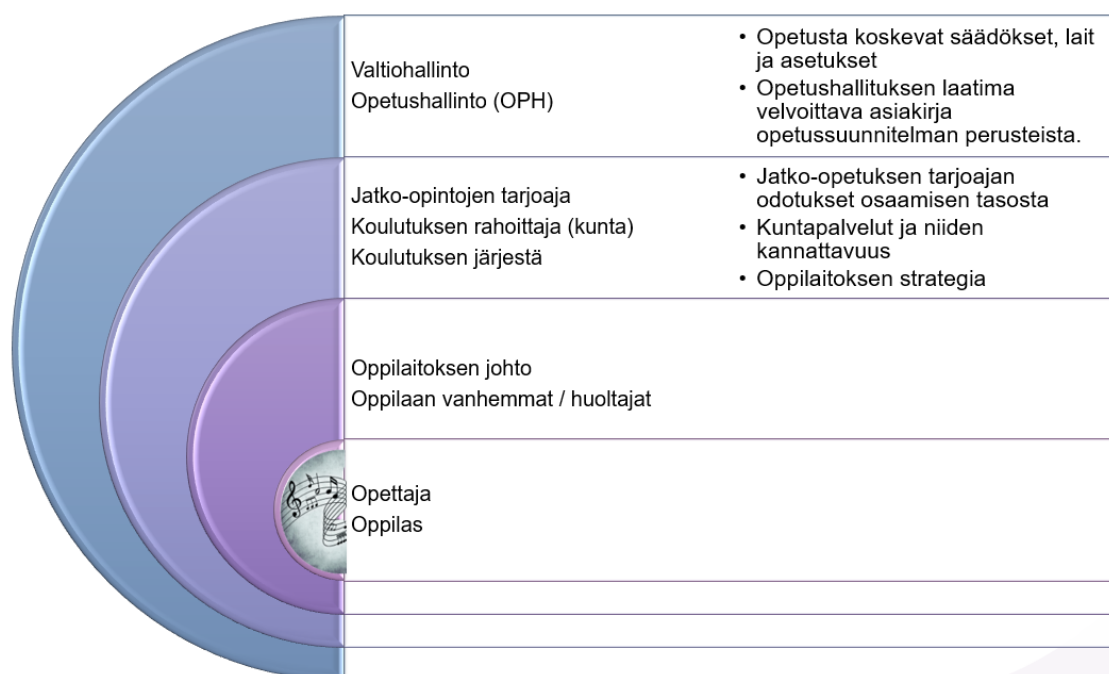 Valtiohallinto
Opetushallinto (OPH)
• Opetusta koskevat säädökset, lait
ja asetukset
• Opetushallituksen laatima
velvoittava asiakirja
opetussuunnitelman perusteista.
Jatko-opintojen tarjoaja
Koulutuksen rahoittaja (kunta)
Koulutuksen järjestä
• Jatko-opetuksen tarjoajan
odotukset osaamisen tasosta
• Kuntapalvelut ja niiden
kannattavuus
• Oppilaitoksen strategia
Oppilaitoksen johto
Oppilaan vanhemmat / huoltajat
Opettaja
Oppilas